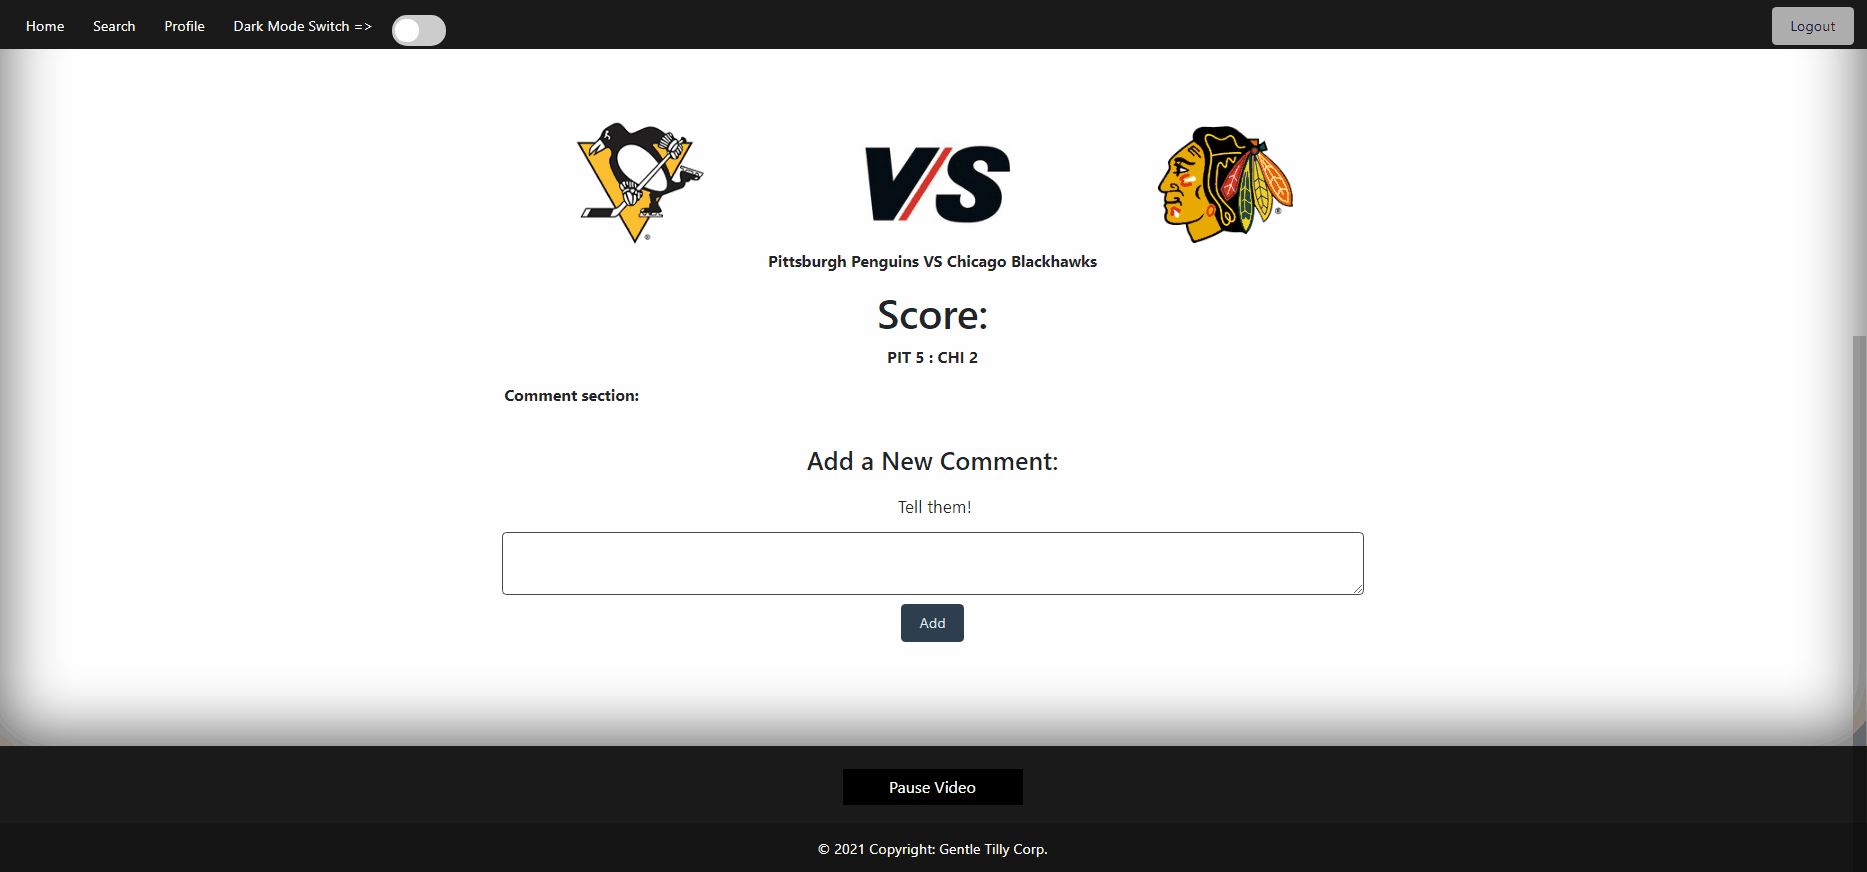 Home Search Profile Dark Mode Switch => Logout
VS
Pittsburgh Penguins VS Chicago Blackhawks
Score:
PIT 5 : CHI 2
Comment section:
Add a New Comment:
Tell them!
Add
Pause Video
© 2021 Copyright: Gentle Tilly Corp.